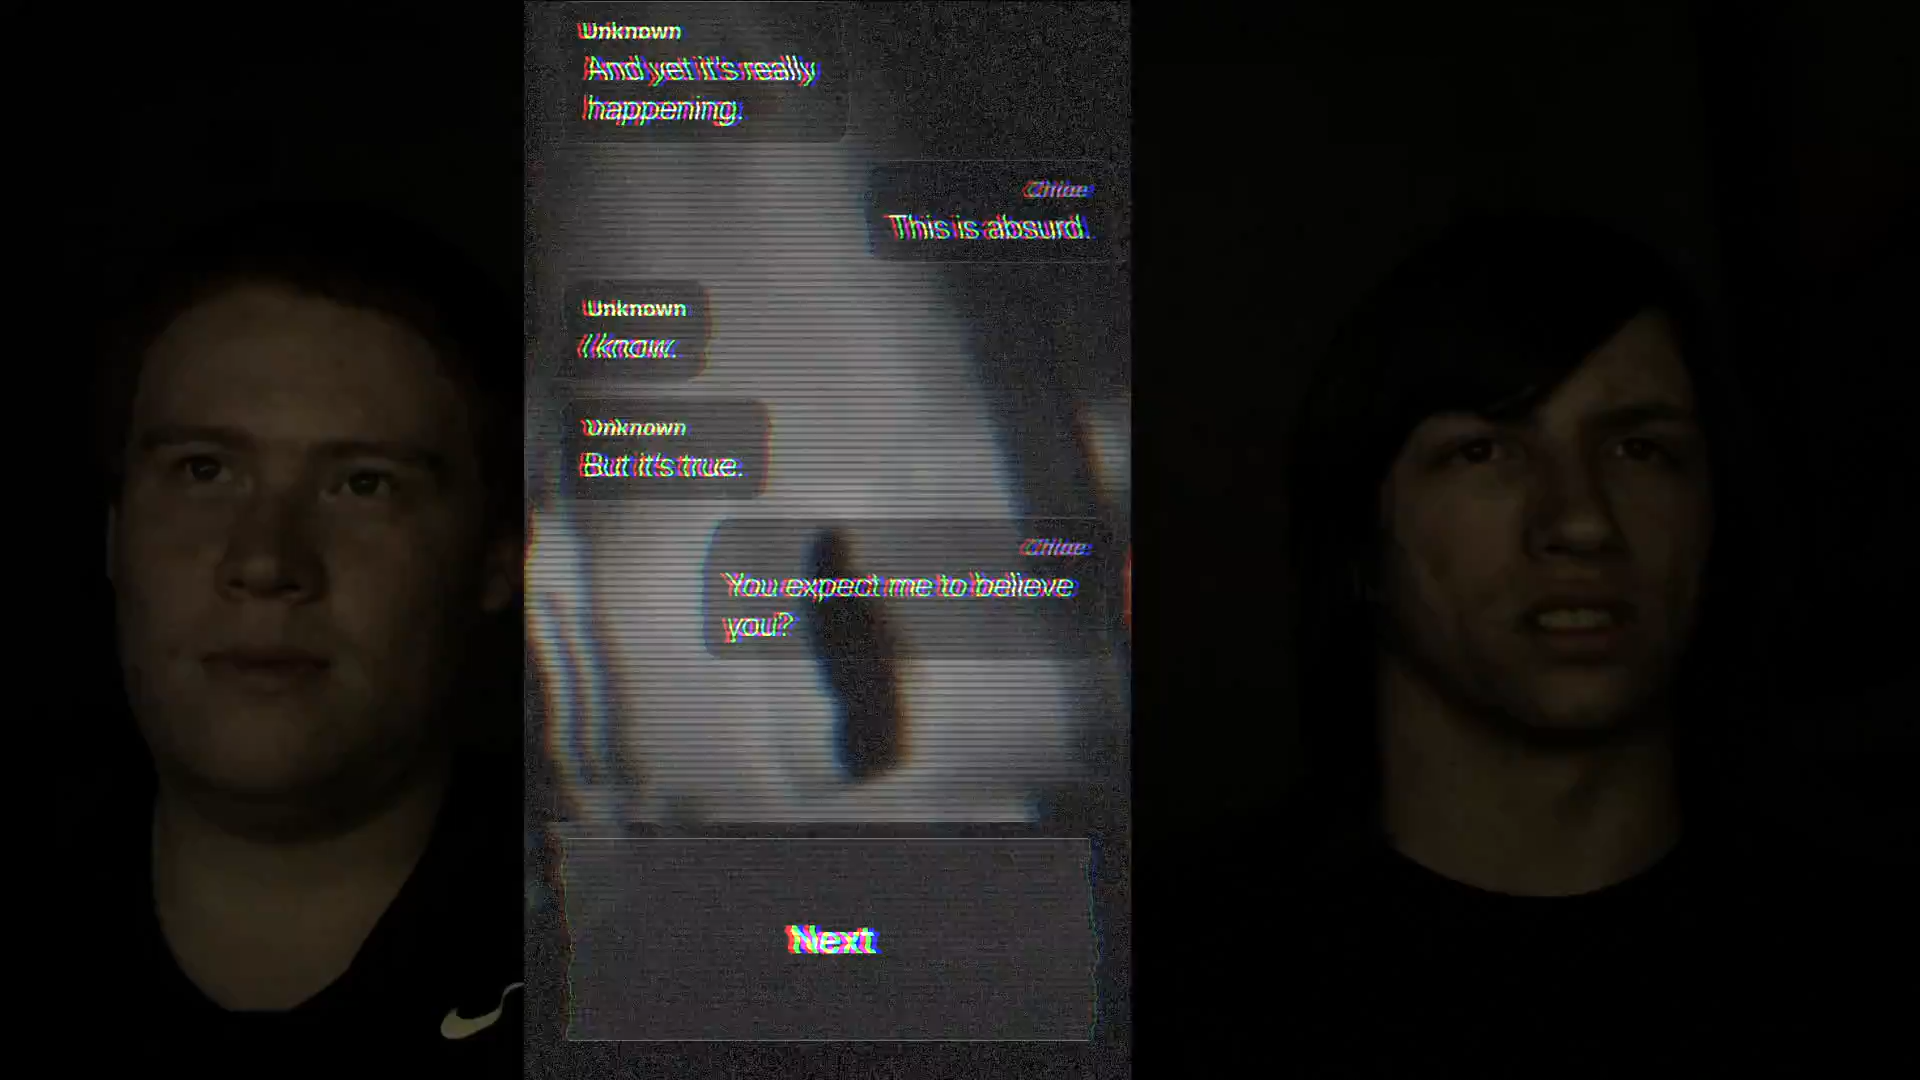 Unknown
And yet it's really
happening.
Chloe
This is absurd.
Unknown
I know.
Unknown
But it's true.
Chloe
You expect me to believe
you?
Next